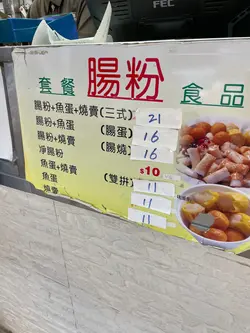 FEC
套餐 腸粉 食品
腸粉+魚蛋+燒賣(三式) 21
腸粉+魚蛋 (腸蛋) 16
腸粉+燒賣 (腸燒) 16
凈腸粉 $10
魚蛋+燒賣 (雙拼) 11
魚蛋 11
燒賣 11